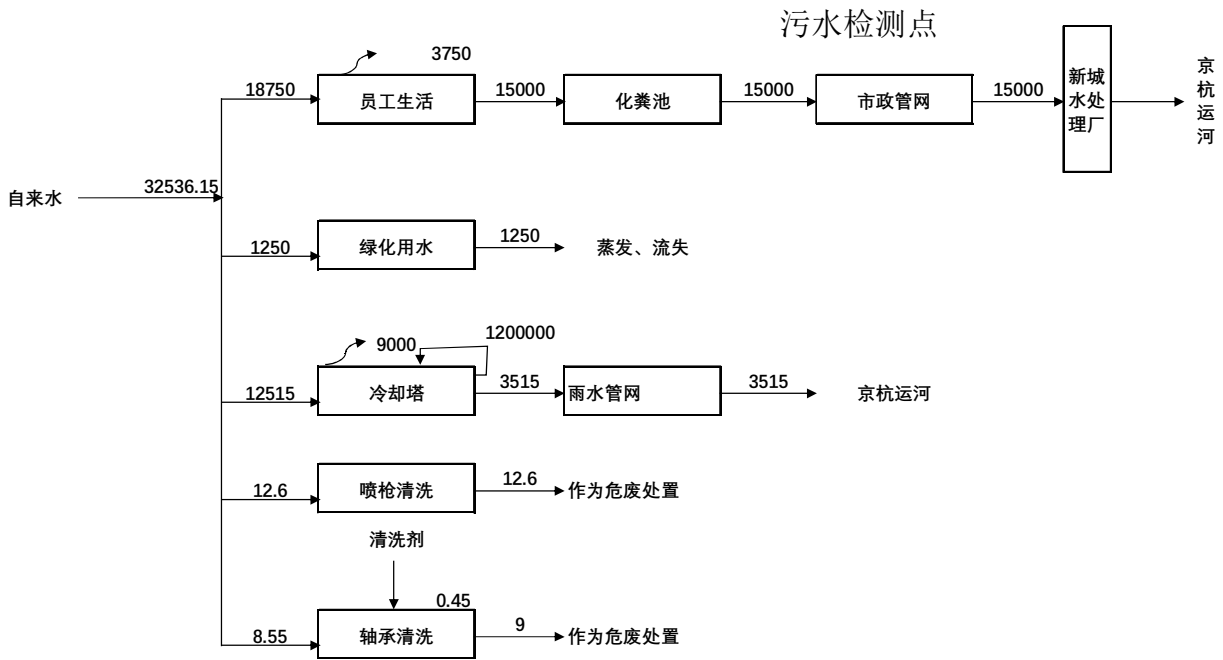 污水检测点
3750
18750
员工生活
15000
化粪池
15000
市政管网
15000
新城
水处
理厂
京
杭
运
河
自来水
32536.15
1250
绿化用水
1250
蒸发、流失
9000
1200000
12515
冷却塔
3515
雨水管网
3515
京杭运河
12.6
喷枪清洗
12.6
作为危废处置
清洗剂
0.45
8.55
轴承清洗
9
作为危废处置